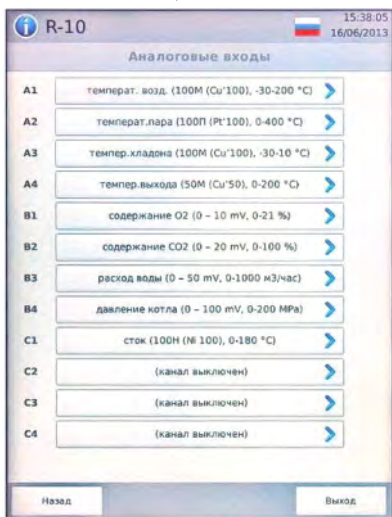 R-10
15:38:05
16/06/2013
Аналоговые входы
A1 температ. возд. (100М (Cu'100), -30-200 °C)
A2 температ.пара (100П (Pt'100), 0-400 °C)
A3 темпер.хладона (100М (Cu'100), -30-10 °C)
A4 темпер.выхода (50М (Cu'50), 0-200 °C)
B1 содержание O2 (0 – 10 mV, 0-21 %)
B2 содержание CO2 (0 – 20 mV, 0-100 %)
B3 расход воды (0 – 50 mV, 0-1000 м3/час)
B4 давление котла (0 – 100 mV, 0-200 MPa)
C1 сток (100Н (Ni 100), 0-180 °C)
C2 (канал выключен)
C3 (канал выключен)
C4 (канал выключен)
Назад Выход